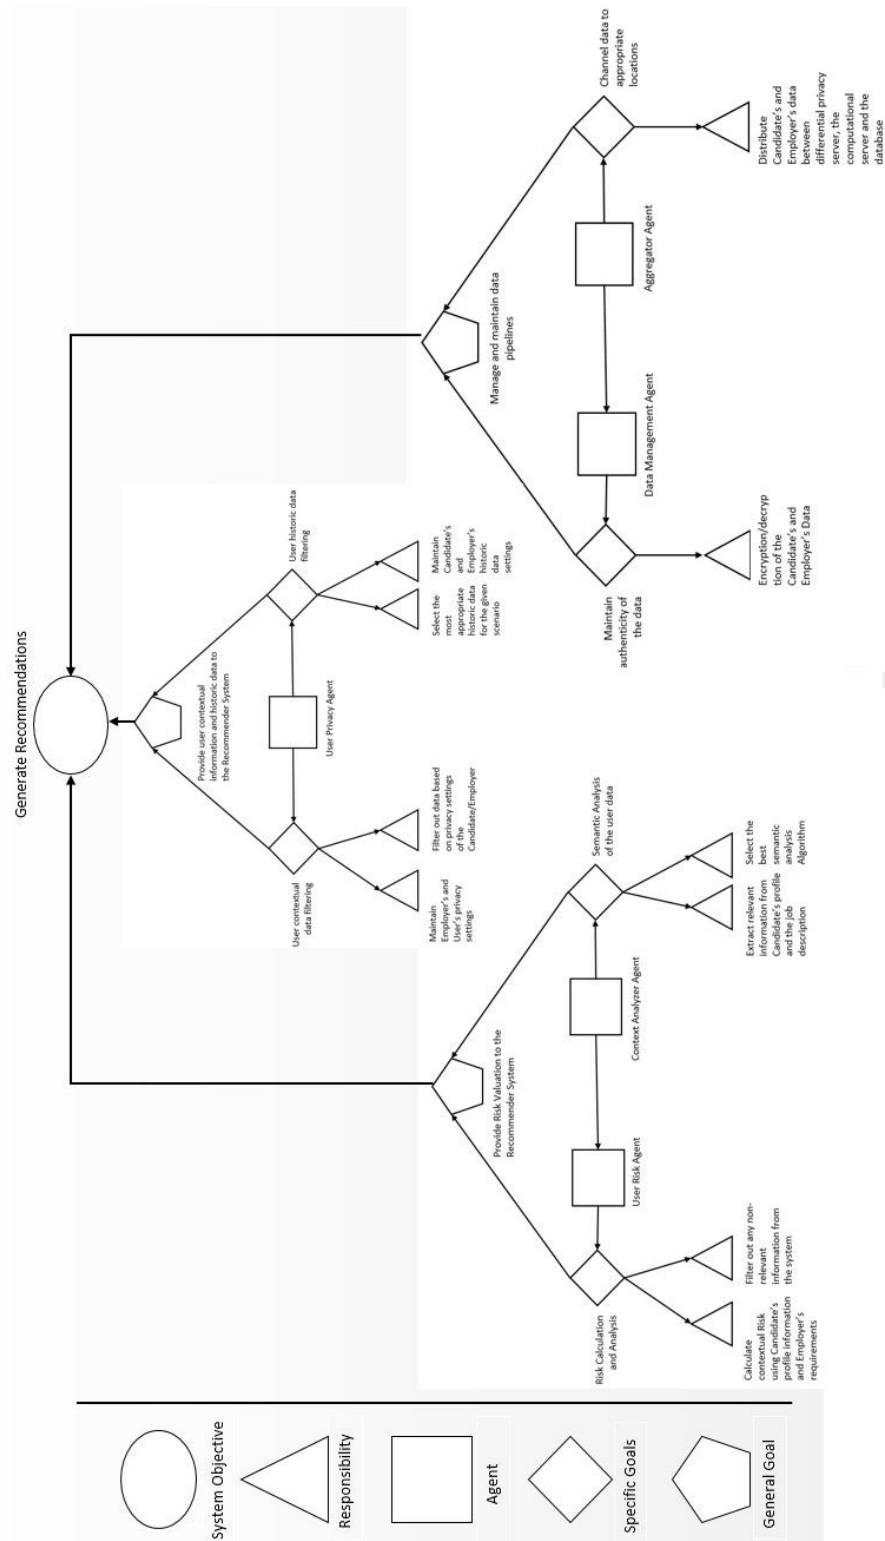 Generate Recommendations
Provide user contextual
information and historic data to
the Recommender System
User contextual
data filtering
User Privacy Agent
User historic data
filtering
Maintain
Employer's and
User's privacy
settings
Filter out data based
on privacy settings
of the
Candidate/Employer
Select the
most
appropriate
historic data
for the given
scenario
Maintain
Candidate's
and
Employer's
historic
data
settings
Provide Risk Valuation to the
Recommender System
Risk Calculation
and Analysis
User Risk Agent
Context Analyzer Agent
Semantic Analysis
of the user data
Calculate
contextual Risk
using Candidate's
profile information
and Employer's
requirements
Filter out any non-
relevant
information from
the system
Extract relevant
information from
Candidate's profile
and the job
description
Select the
best
semantic
analysis
Algorithm
Manage and maintain data
pipelines
Maintain
authenticity of
the data
Data Management Agent
Aggregator Agent
Channel data to
appropriate
locations
Encryption/decryp
tion of the
Candidate's and
Employer's Data
Distribute
Candidate's and
Employer's data
between
differential privacy
server, the
computational
server and the
database
System Objective
Responsibility
Agent
Specific Goals
General Goal